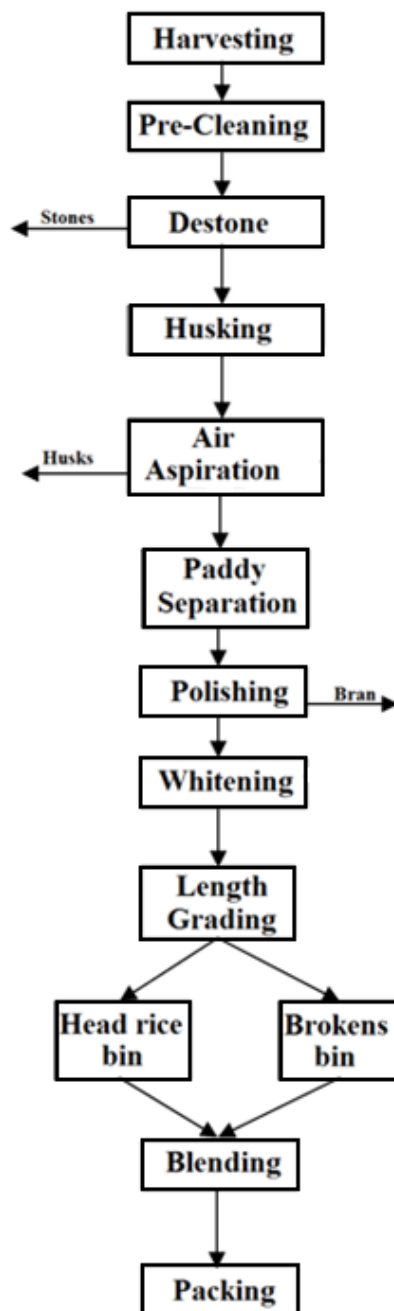 Harvesting
Pre-Cleaning
Stones
Destone
Husking
Air
Aspiration
Husks
Paddy
Separation
Polishing
Bran
Whitening
Length
Grading
Head rice
bin
Brokens
bin
Blending
Packing